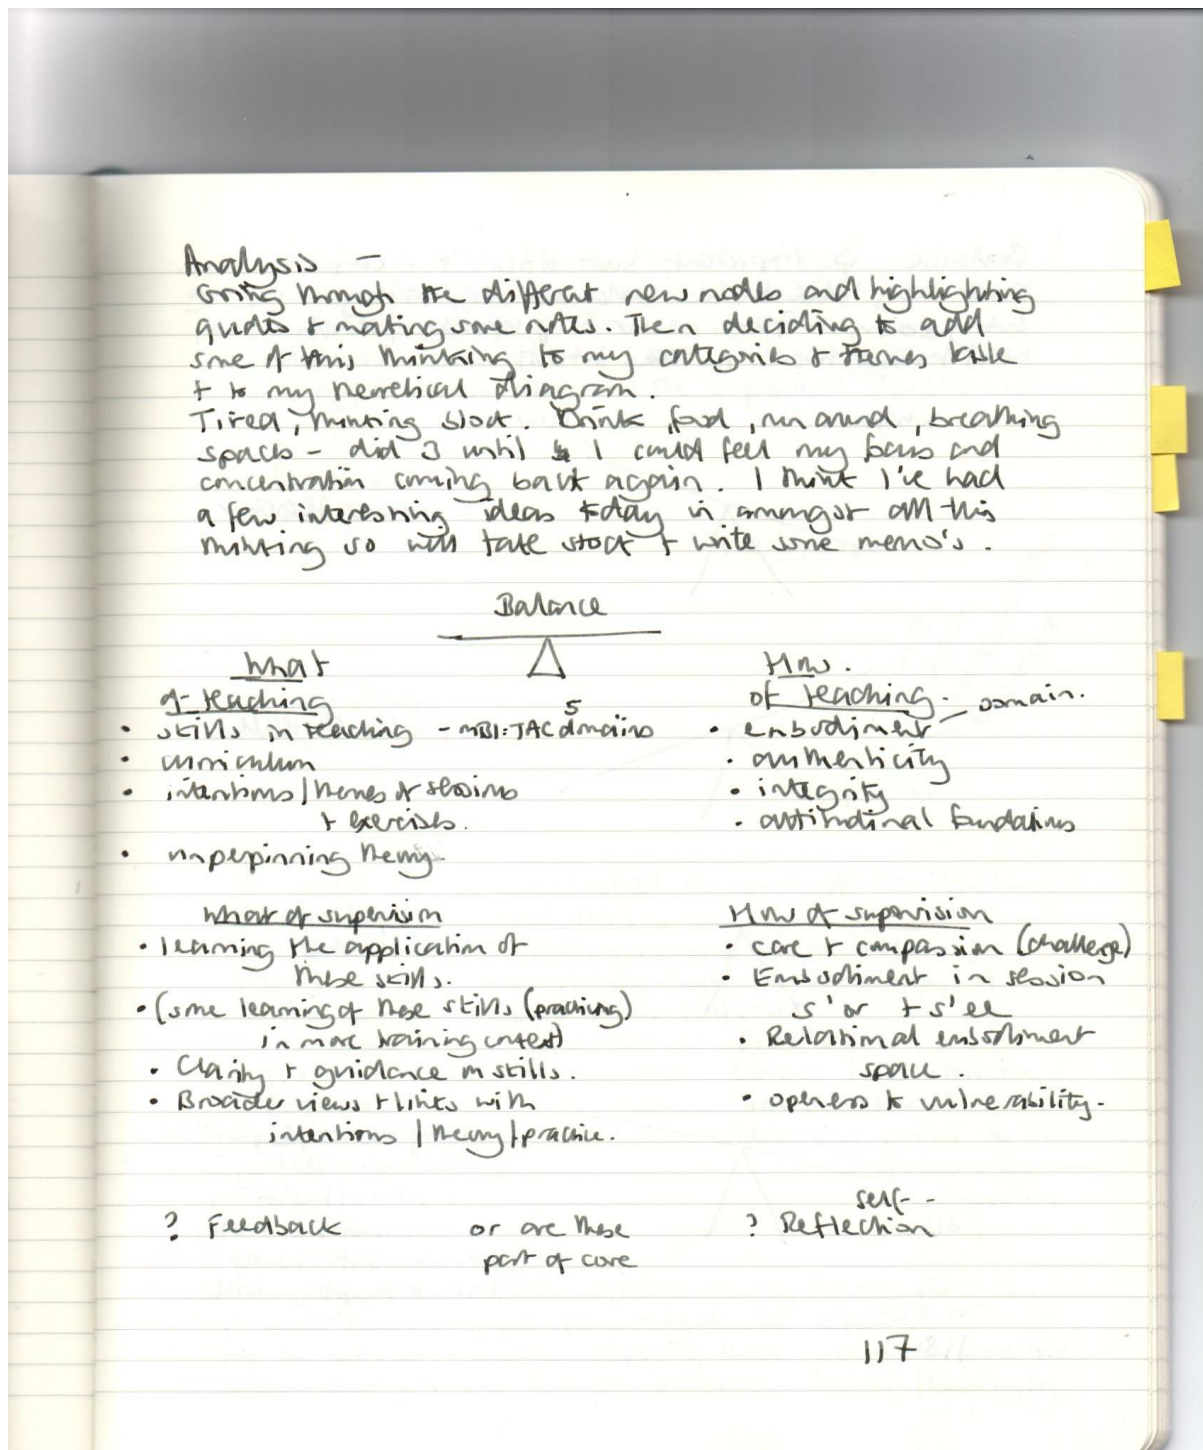 Analysis -
Going through the different new nodes and highlighting
quotes + making some notes. Then deciding to add
some of this thinking to my categories + themes table
+ to my theoretical diagram.
Tired, thinking slow. Drink, food, run around, breathing
spaces - did 3 until I could feel my focus and
concentration coming back again. I think I've had
a few interesting ideas today in amongst all this
thinking so will take stock + write some memo's.
Balance
What
How.
of teaching
of teaching. - domain.
• skills in teaching - MBI:TAC 5 domains
• embodiment
• curriculum
• authenticity
• intentions / themes of sessions
+ exercises.
• integrity
• attitudinal foundations
• unperpinning theory.
What of supervision
How of supervision
• learning the application of
these skills.
• care + compassion (challenge)
• Embodiment in session
s'or + s'ee
• (some learning of these skills (practicing)
in more training context)
• Relational embodiment
space.
• Clarity + guidance on skills.
• Broader views + links with
intentions / theory / practice.
• openess to vulnerability.
? Feedback
or are these
part of core
self--
? Reflection
117